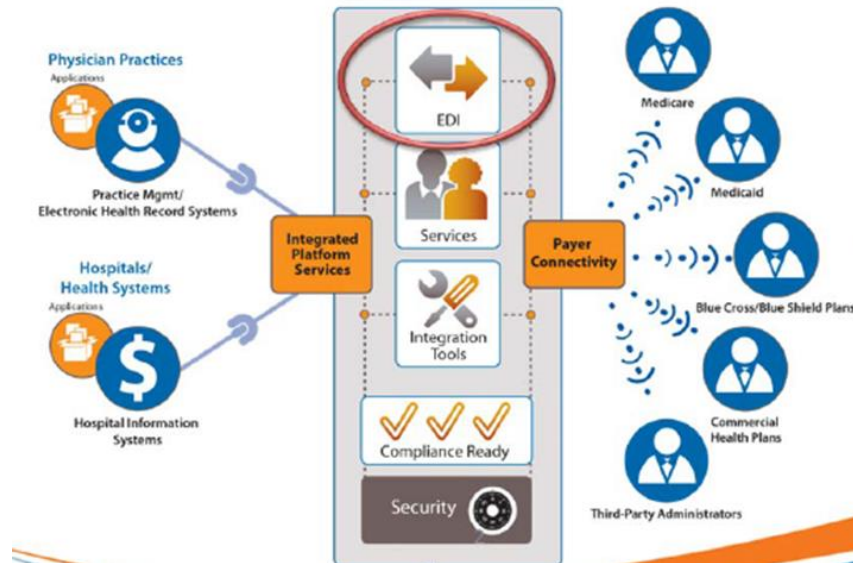 Physician Practices
Applications
Practice Mgmt/
Electronic Health Record Systems
Hospitals/
Health Systems
Applications
Hospital Information
Systems
Integrated
Platform
Services
EDI
Services
Integration
Tools
Compliance Ready
Security
Payer
Connectivity
Medicare
Medicaid
Blue Cross/Blue Shield Plans
Commercial
Health Plans
Third-Party Administrators